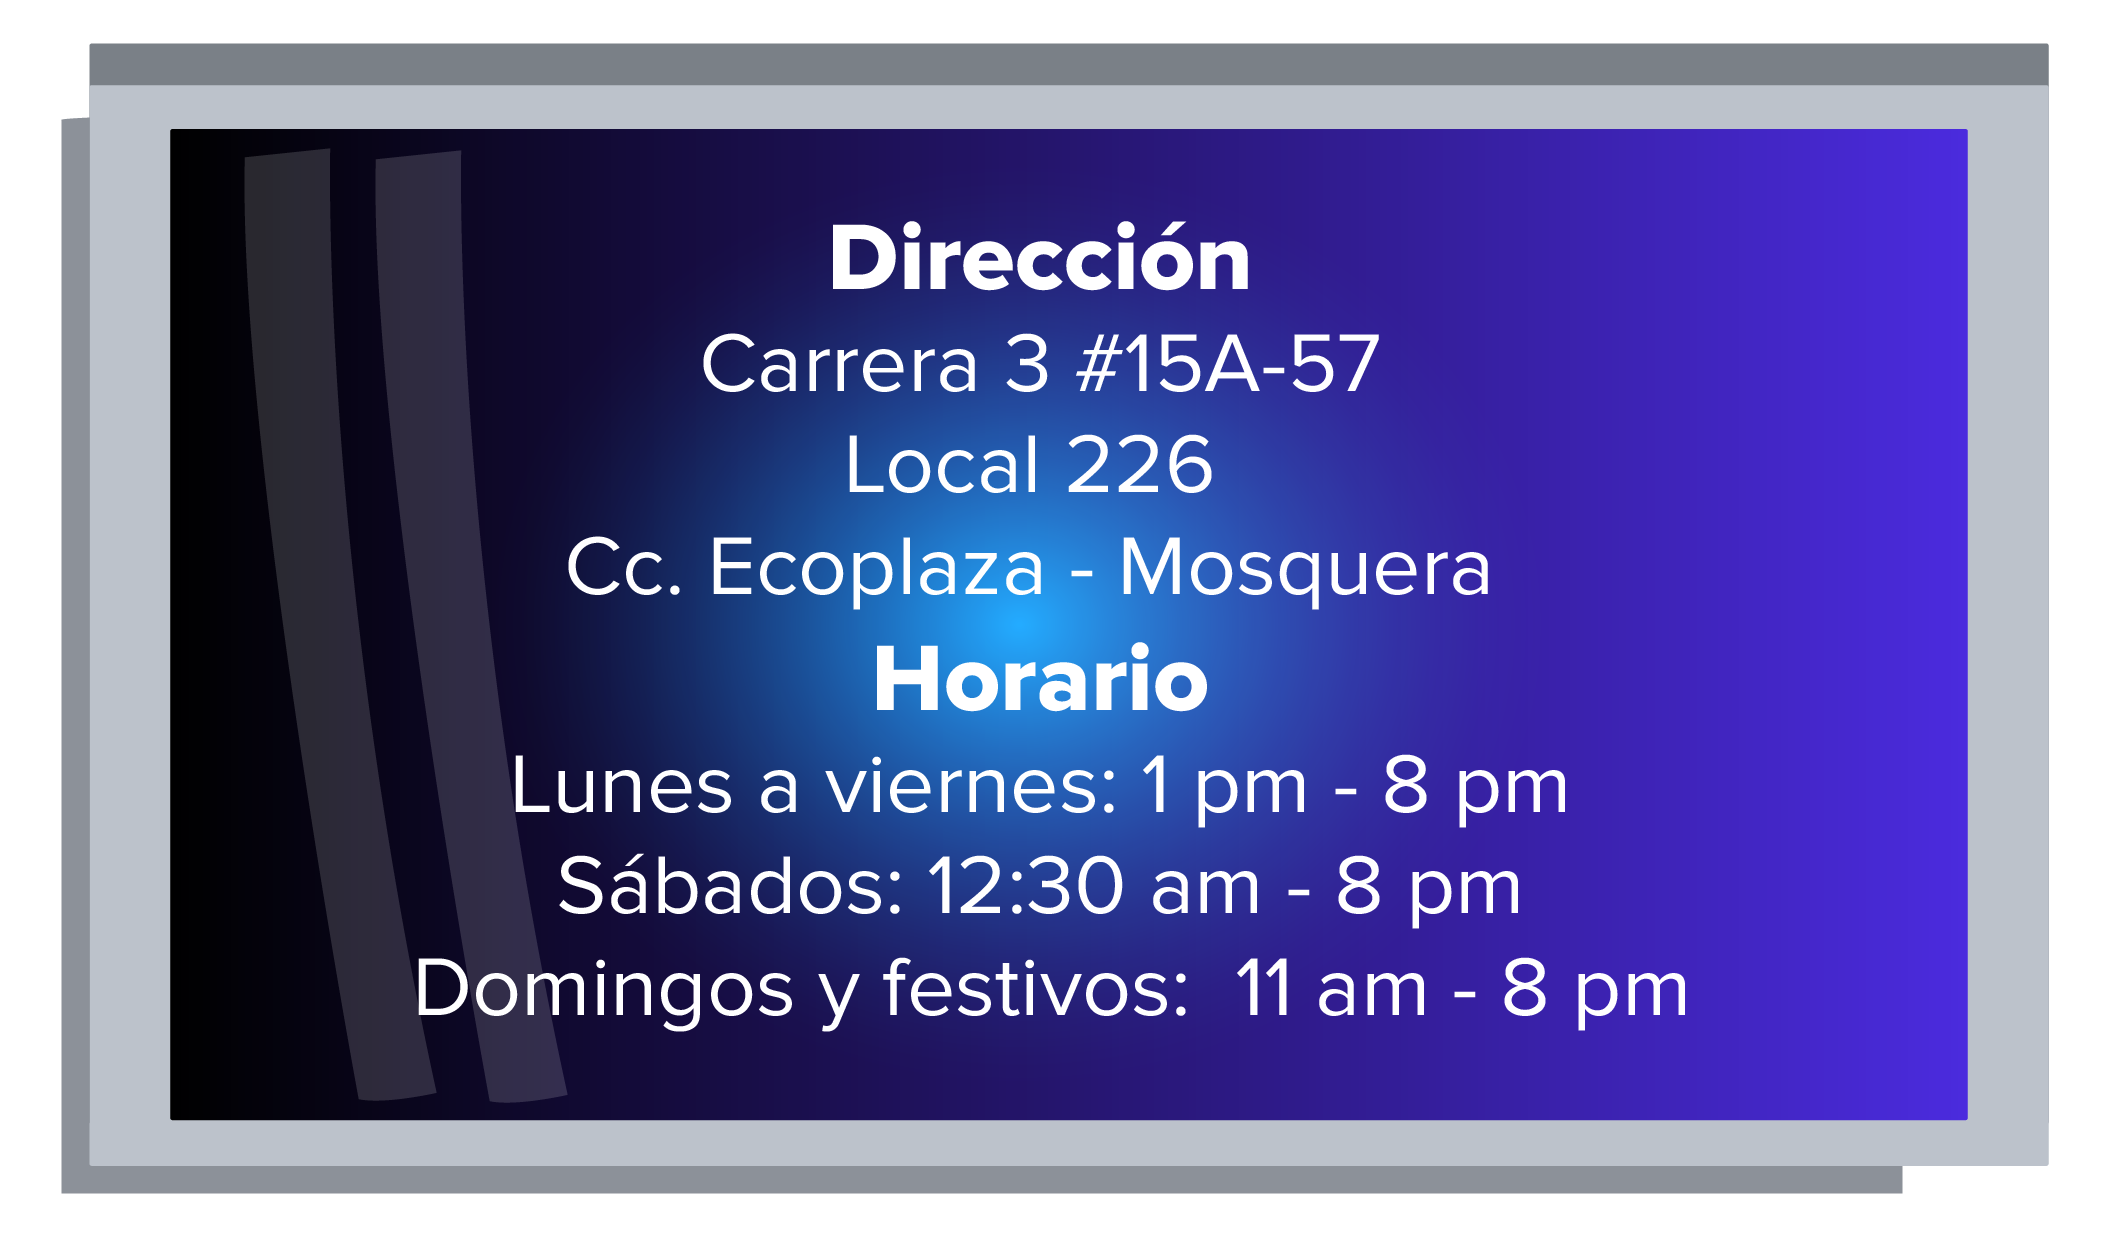 Dirección
Carrera 3 #15A-57
Local 226
Cc. Ecoplaza - Mosquera
Horario
Lunes a viernes: 1 pm - 8 pm
Sábados: 12:30 am - 8 pm
Domingos y festivos: 11 am - 8 pm